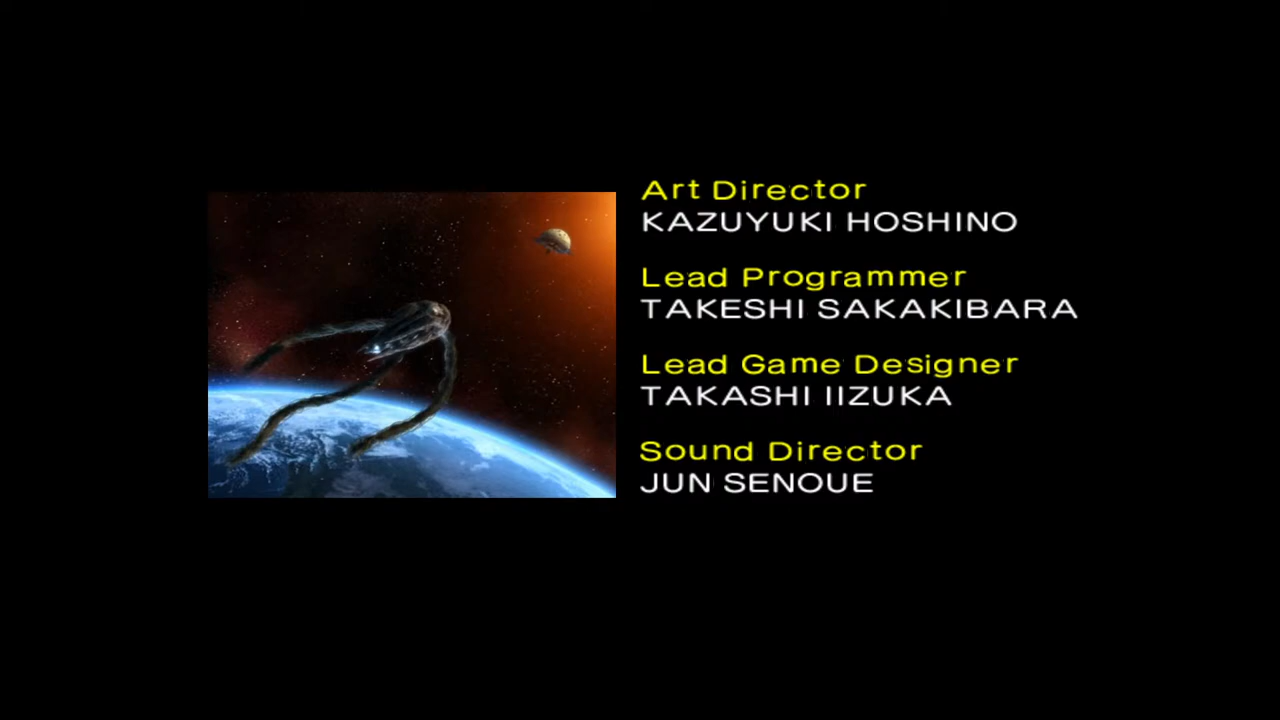 Art Director
KAZUYUKI HOSHINO
Lead Programmer
TAKESHI SAKAKIBARA
Lead Game Designer
TAKASHI IIZUKA
Sound Director
JUN SENOUE